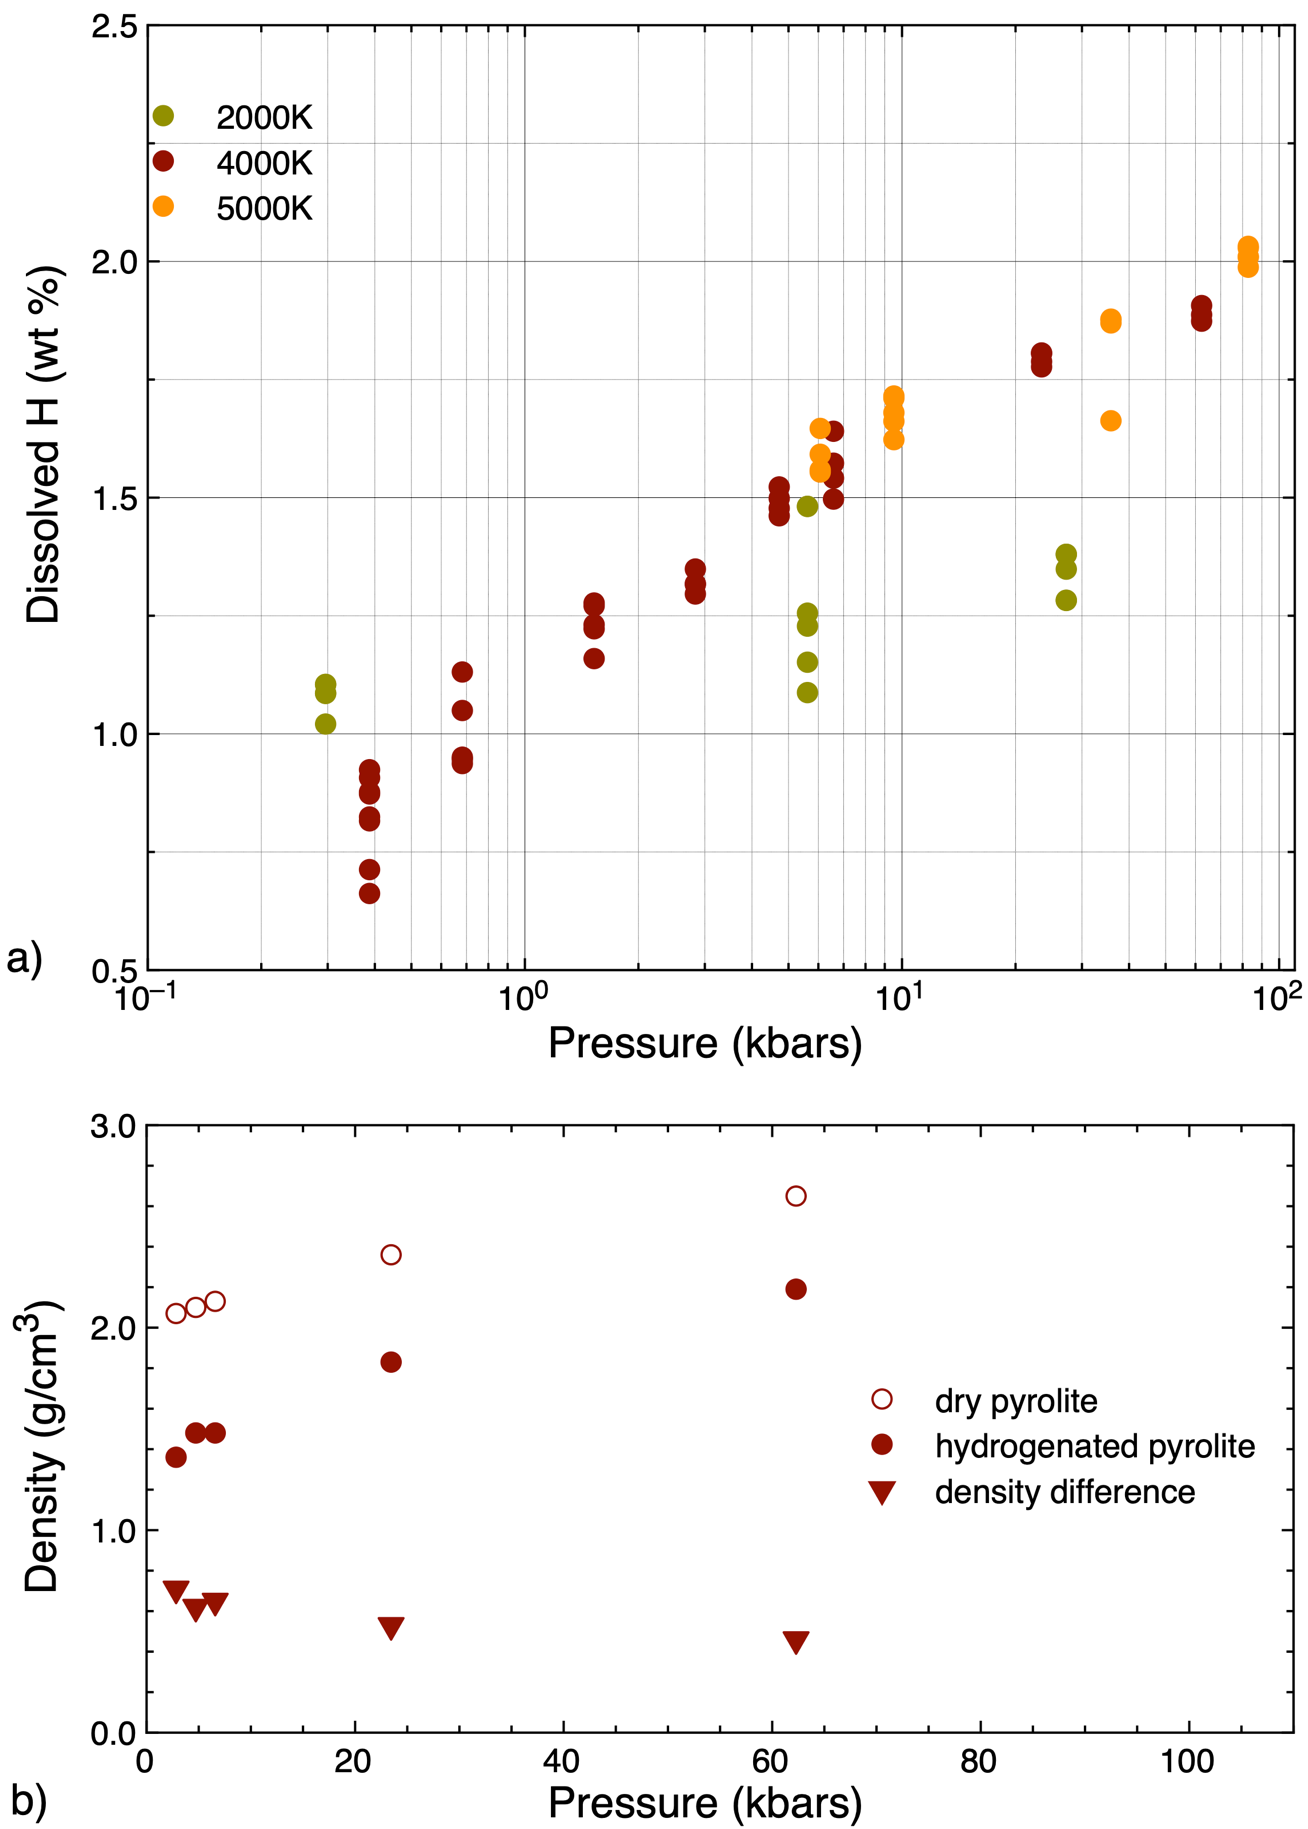 2.5
2000K
4000K
5000K
2.0
1.5
1.0
0.5
Dissolved H (wt %)
a)
10⁻¹ 10⁰ 10¹ 10²
Pressure (kbars)
3.0
2.0
dry pyrolite
hydrogenated pyrolite
density difference
1.0
0.0
Density (g/cm³)
0 20 40 60 80 100
b)
Pressure (kbars)